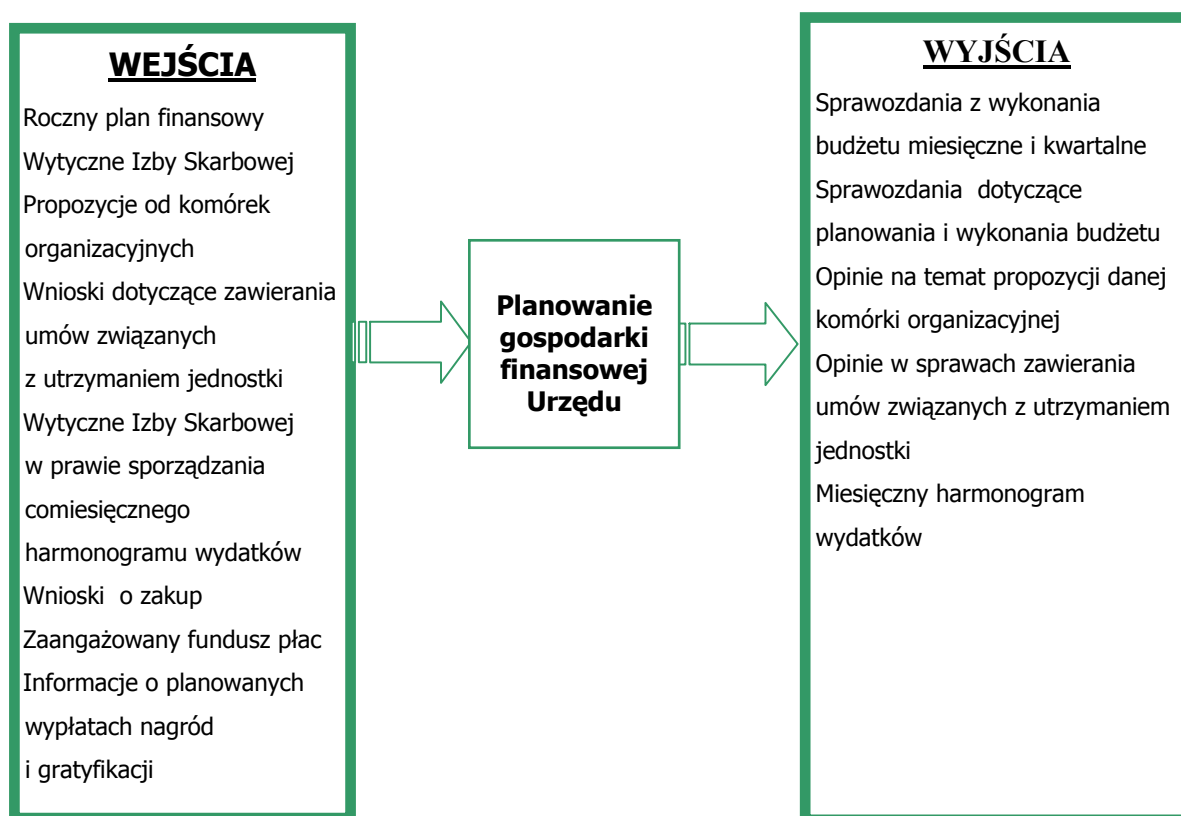 WEJŚCIA
Roczny plan finansowy
Wytyczne Izby Skarbowej
Propozycje od komórek
organizacyjnych
Wnioski dotyczące zawierania
umów związanych
z utrzymaniem jednostki
Wytyczne Izby Skarbowej
w prawie sporządzania
comiesięcznego
harmonogramu wydatków
Wnioski  o zakup
Zaangażowany fundusz płac
Informacje o planowanych
wypłatach nagród
i gratyfikacji
Planowanie
gospodarki
finansowej
Urzędu
WYJŚCIA
Sprawozdania z wykonania
budżetu miesięczne i kwartalne
Sprawozdania  dotyczące
planowania i wykonania budżetu
Opinie na temat propozycji danej
komórki organizacyjnej
Opinie w sprawach zawierania
umów związanych z utrzymaniem
jednostki
Miesięczny harmonogram
wydatków